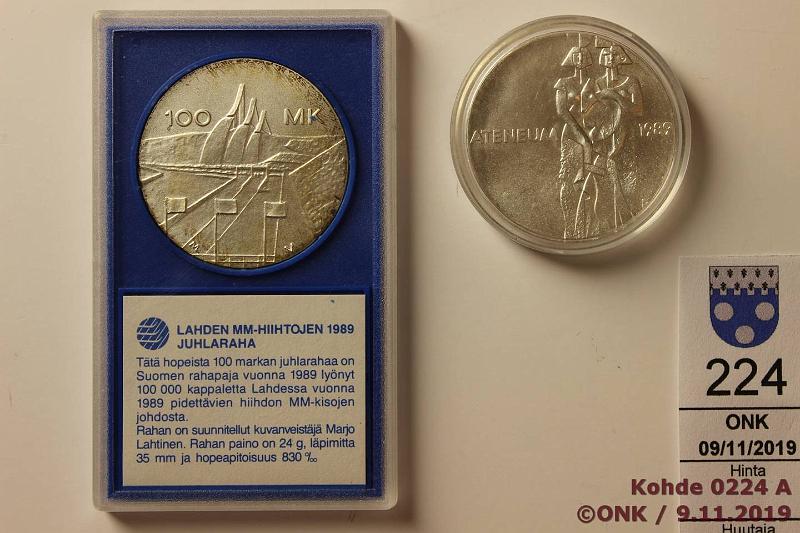 100 MK
M V
LAHDEN MM-HIIHTOJEN 1989
JUHLARAHA
Tätä hopeista 100 markan juhlarahaa on
Suomen rahapaja vuonna 1989 lyönyt
100 000 kappaletta Lahdessa vuonna
1989 pidettävien hiihdon MM-kisojen
johdosta.
Rahan on suunnitellut kuvanveistäjä Marjo
Lahtinen. Rahan paino on 24 g, läpimitta
35 mm ja hopeapitoisuus 830 ‰
ATENEUM 1989
224
ONK
09/11/2019
Hinta
Kohde 0224 A
©ONK / 9.11.2019
Huutaja